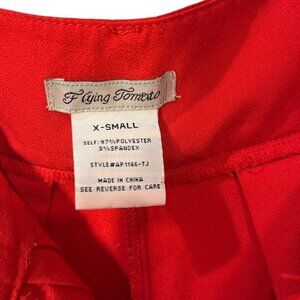 Flying Tomato
X-SMALL
SELF: 97%POLYESTER
3%SPANDEX
STYLE#AP1146-TJ
MADE IN CHINA
SEE REVERSE FOR CARE